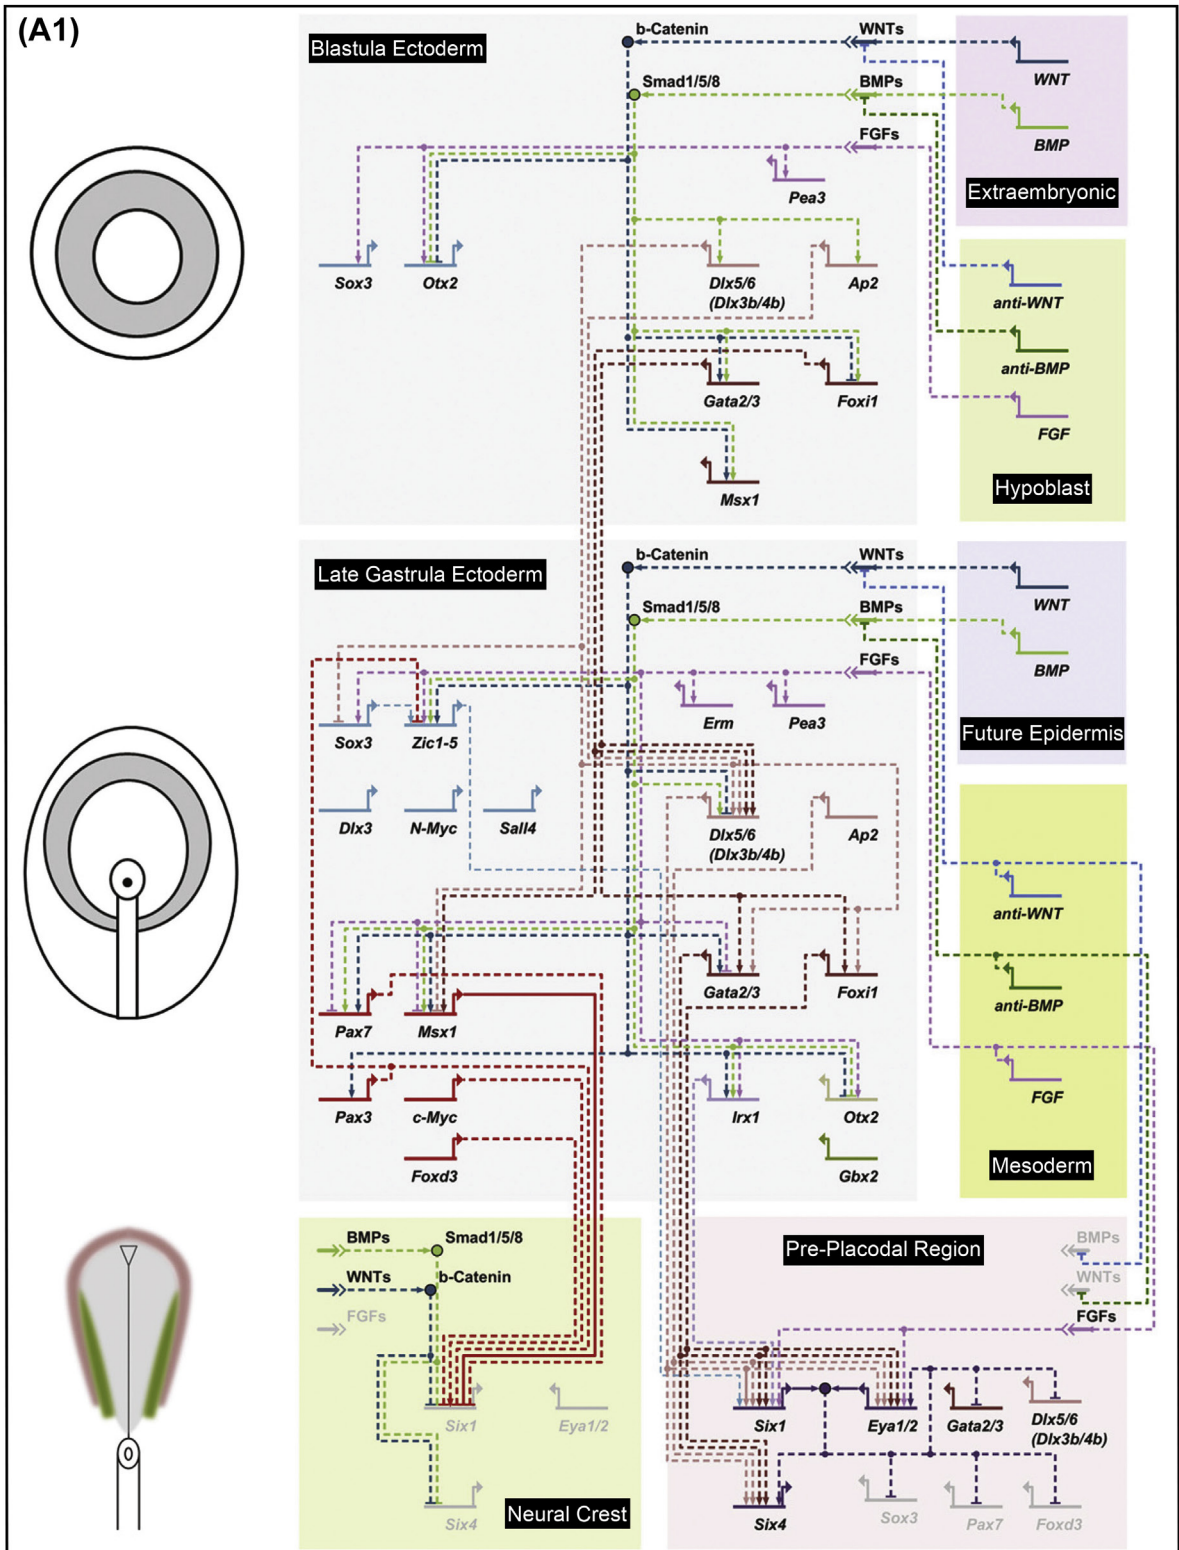 (A1)
Blastula Ectoderm
b-Catenin
WNTs
WNT
Smad1/5/8
BMPs
BMP
FGFs
Extraembryonic
Pea3
Sox3
Otx2
Dlx5/6
(Dlx3b/4b)
Ap2
anti-WNT
anti-BMP
Gata2/3
Foxi1
FGF
Hypoblast
Msx1
Late Gastrula Ectoderm
b-Catenin
WNTs
WNT
Smad1/5/8
BMPs
BMP
FGFs
Future Epidermis
Sox3
Zic1-5
Erm
Pea3
Dlx3
N-Myc
Sall4
Dlx5/6
(Dlx3b/4b)
Ap2
anti-WNT
Gata2/3
Foxi1
anti-BMP
Pax7
Msx1
FGF
Pax3
c-Myc
Irx1
Otx2
Foxd3
Gbx2
Mesoderm
BMPs
Smad1/5/8
WNTs
b-Catenin
FGFs
Six1
Eya1/2
Six4
Neural Crest
Pre-Placodal Region
BMPs
WNTs
FGFs
Six1
Eya1/2
Gata2/3
Dlx5/6
(Dlx3b/4b)
Six4
Sox3
Pax7
Foxd3